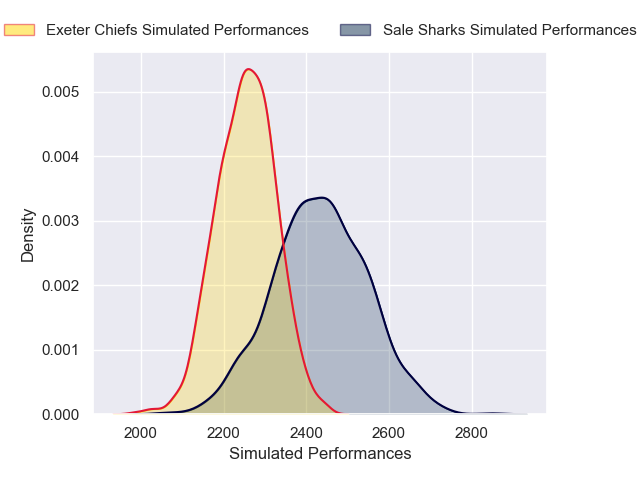 Exeter Chiefs Simulated Performances
Sale Sharks Simulated Performances
0.005
0.004
0.003
0.002
0.001
0.000
Density
2000
2200
2400
2600
2800
Simulated Performances